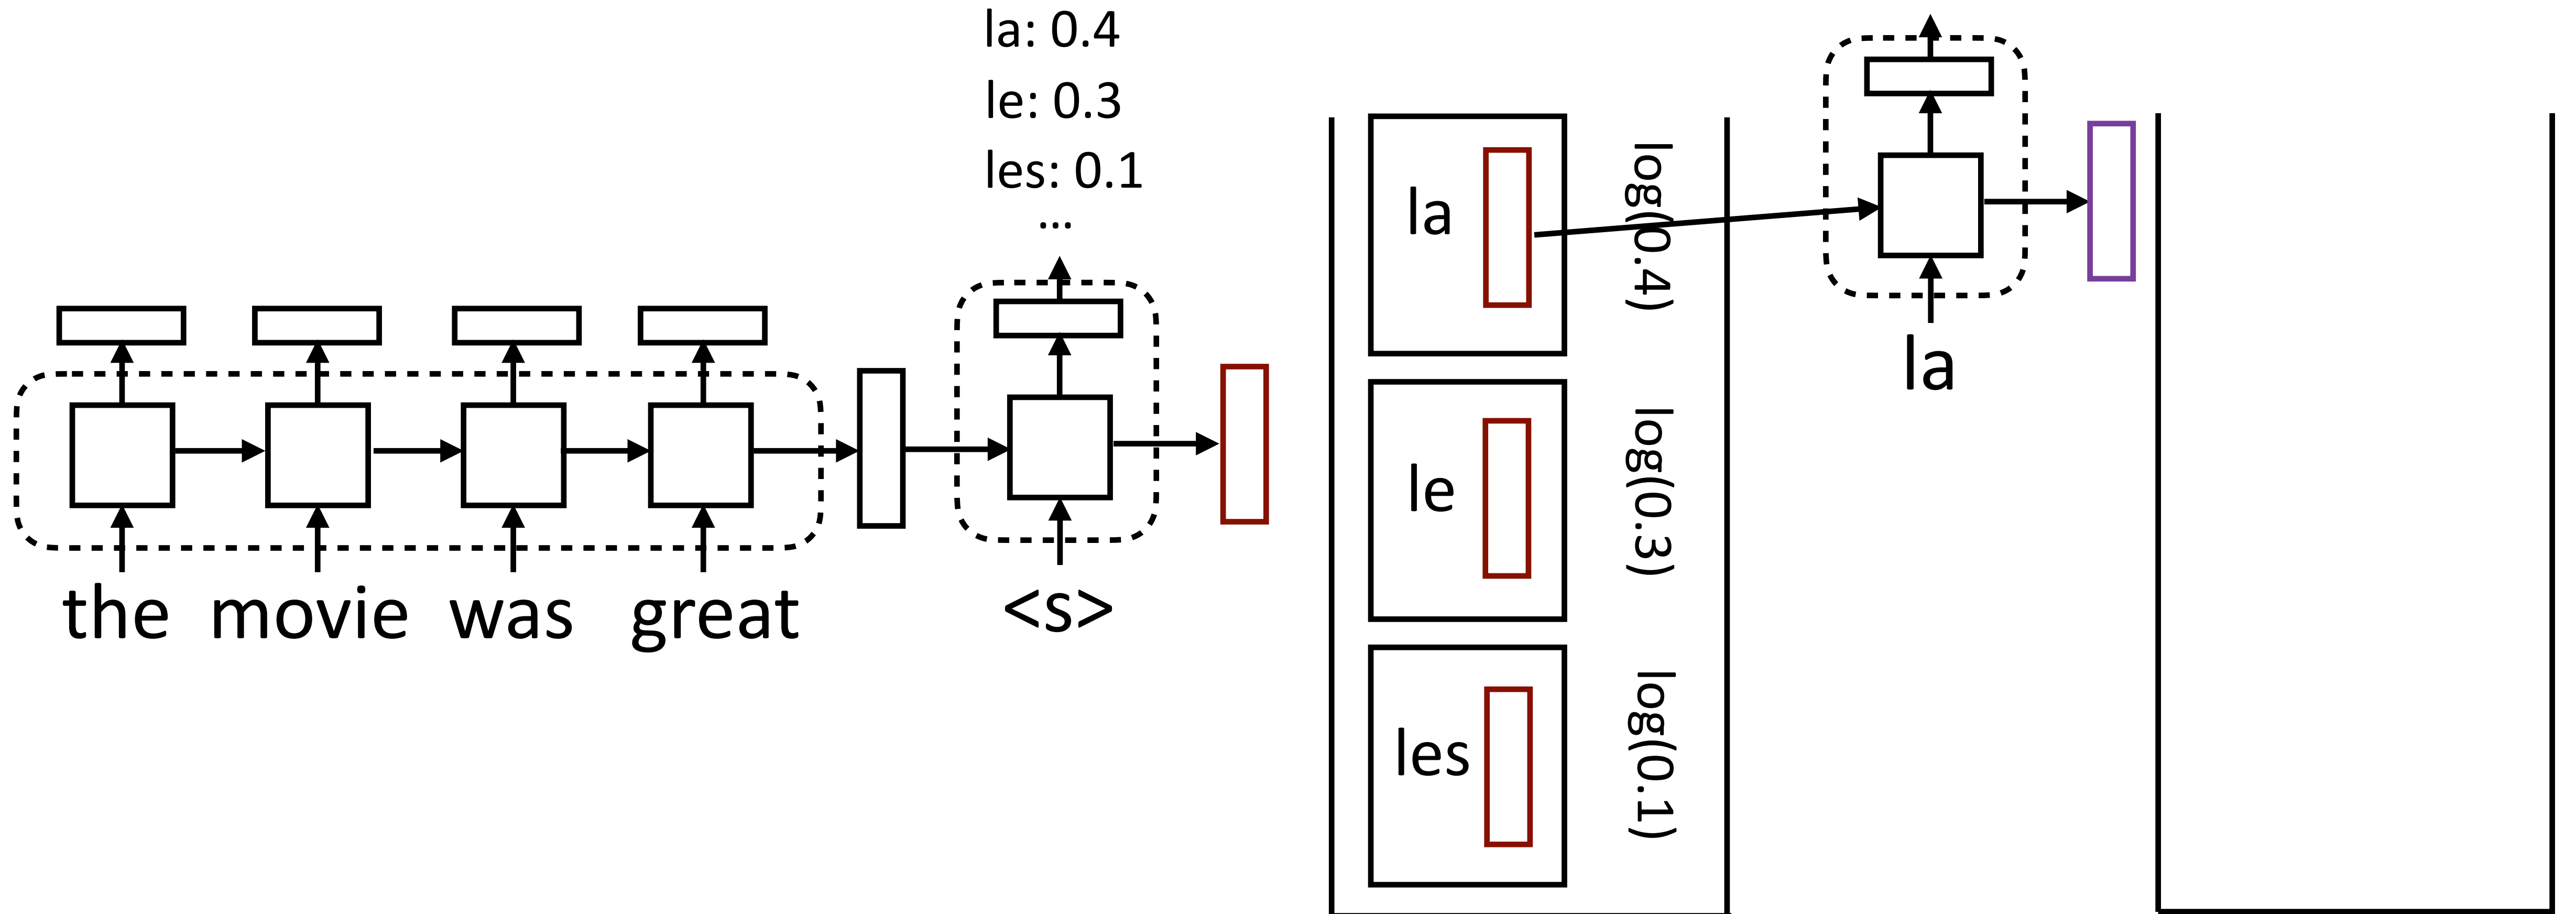 la: 0.4
le: 0.3
les: 0.1
...
the movie was great
<s>
la
log(0.4)
le
log(0.3)
les
log(0.1)
la